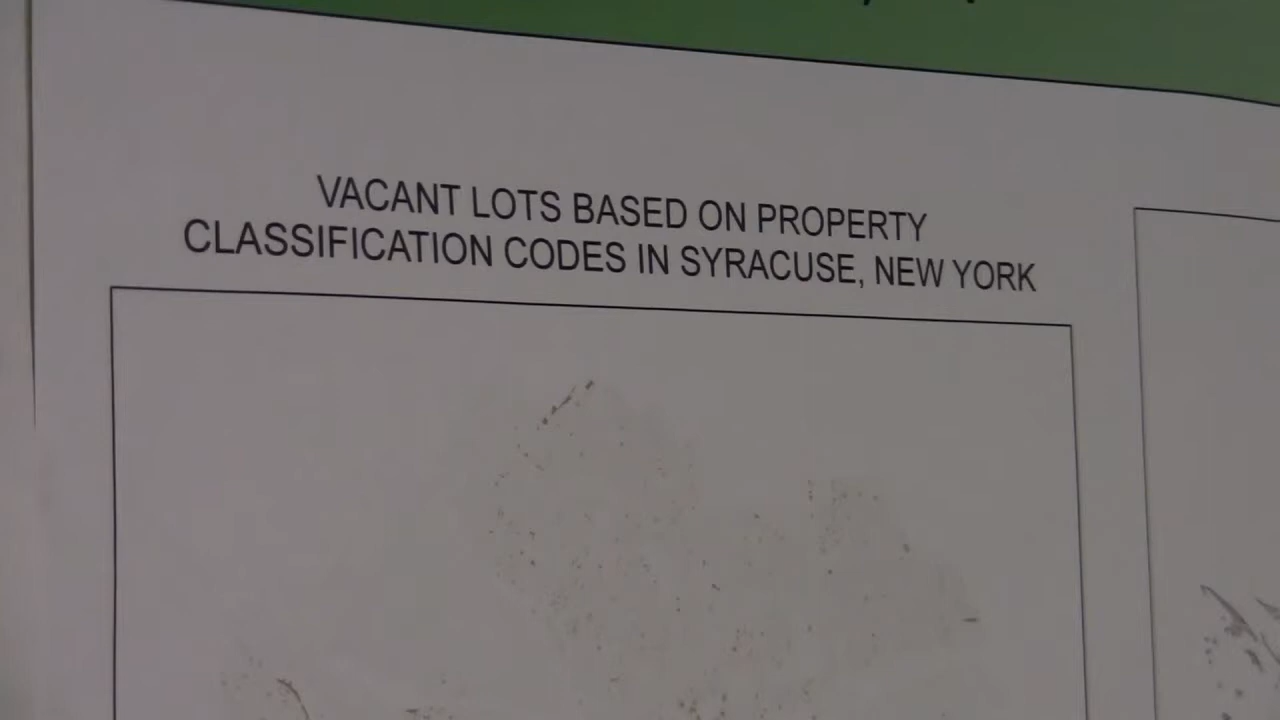 VACANT LOTS BASED ON PROPERTY
CLASSIFICATION CODES IN SYRACUSE, NEW YORK